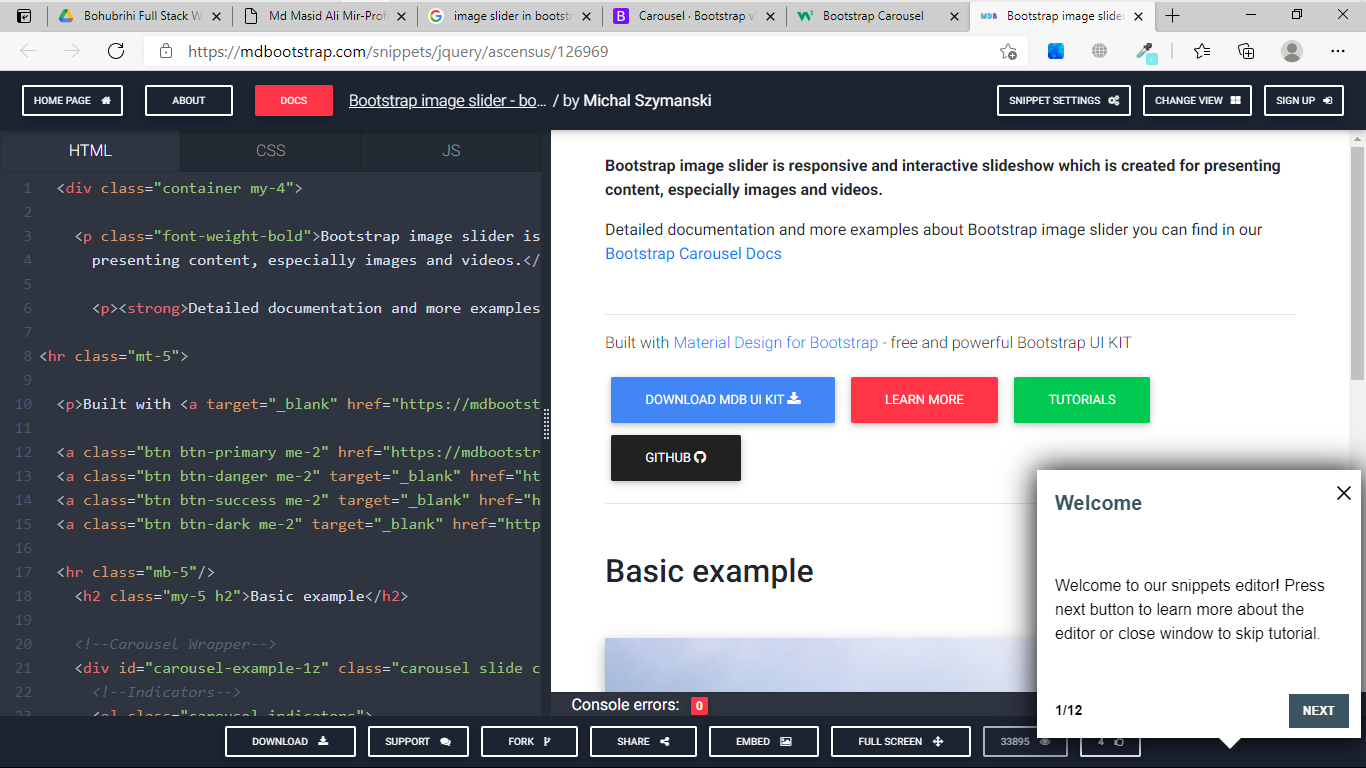 Bohubrihi Full Stack W
Md Masid Ali Mir-Prof
image slider in bootstr
Carousel · Bootstrap v
Bootstrap Carousel
MDB Bootstrap image slider
https://mdbootstrap.com/snippets/jquery/ascensus/126969
HOME PAGE
ABOUT
DOCS
Bootstrap image slider - bo... / by Michal Szymanski
SNIPPET SETTINGS
CHANGE VIEW
SIGN UP
HTML
CSS
JS
1 <div class="container my-4">
2
3 <p class="font-weight-bold">Bootstrap image slider is
4 presenting content, especially images and videos.</
5
6 <p><strong>Detailed documentation and more examples
7
8 <hr class="mt-5">
9
10 <p>Built with <a target="_blank" href="https://mdbootst
11
12 <a class="btn btn-primary me-2" href="https://mdbootstr
13 <a class="btn btn-danger me-2" target="_blank" href="ht
14 <a class="btn btn-success me-2" target="_blank" href="h
15 <a class="btn btn-dark me-2" target="_blank" href="http
16
17 <hr class="mb-5"/>
18 <h2 class="my-5 h2">Basic example</h2>
19
20 <!--Carousel Wrapper-->
21 <div id="carousel-example-1z" class="carousel slide c
22 <!--Indicators-->
23 <ol class="carousel-indicators">
Bootstrap image slider is responsive and interactive slideshow which is created for presenting
content, especially images and videos.
Detailed documentation and more examples about Bootstrap image slider you can find in our
Bootstrap Carousel Docs
Built with Material Design for Bootstrap - free and powerful Bootstrap UI KIT
DOWNLOAD MDB UI KIT
LEARN MORE
TUTORIALS
GITHUB
Basic example
Welcome
Welcome to our snippets editor! Press
next button to learn more about the
editor or close window to skip tutorial.
1/12
NEXT
Console errors: 0
DOWNLOAD
SUPPORT
FORK
SHARE
EMBED
FULL SCREEN
33895
4